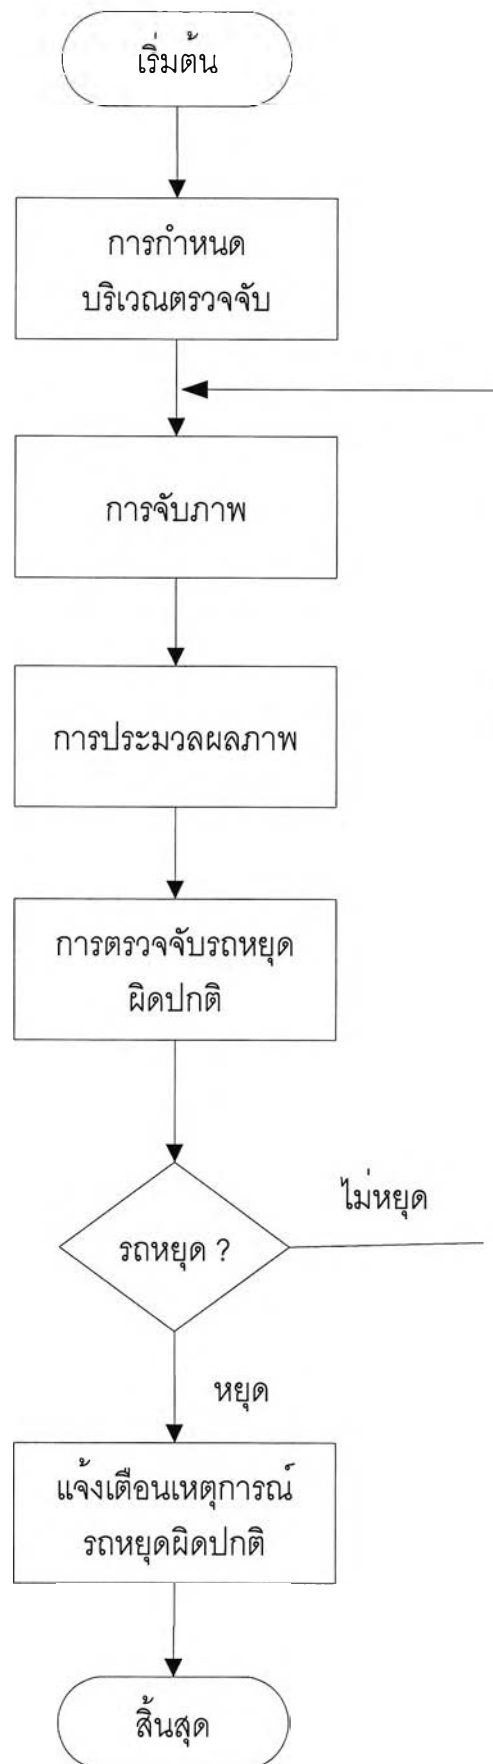 เริ่มต้น
การกำหนด
บริเวณตรวจจับ
การจับภาพ
การประมวลผลภาพ
การตรวจจับรถหยุด
ผิดปกติ
รถหยุด ?
ไม่หยุด
หยุด
แจ้งเตือนเหตุการณ์
รถหยุดผิดปกติ
สิ้นสุด